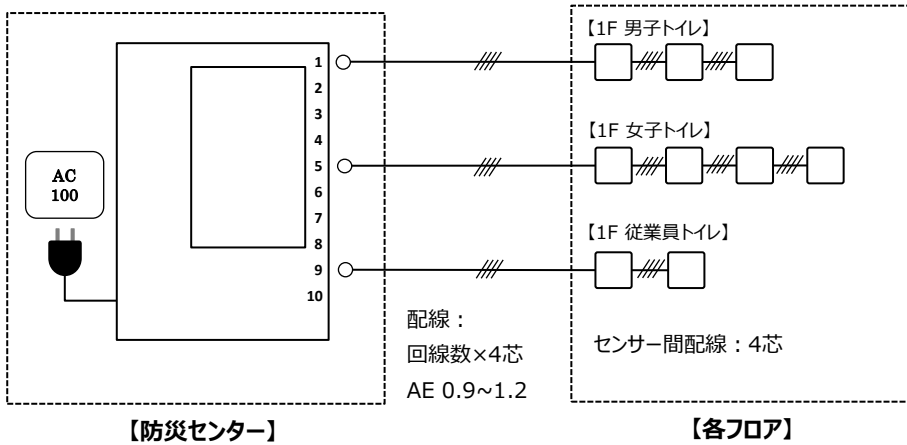 【1F 男子トイレ】
1
2
3
4
5
6
7
8
9
10
AC
100
【1F 女子トイレ】
【1F 従業員トイレ】
配線：
回線数×4芯
AE 0.9~1.2
センサー間配線：4芯
【防災センター】
【各フロア】